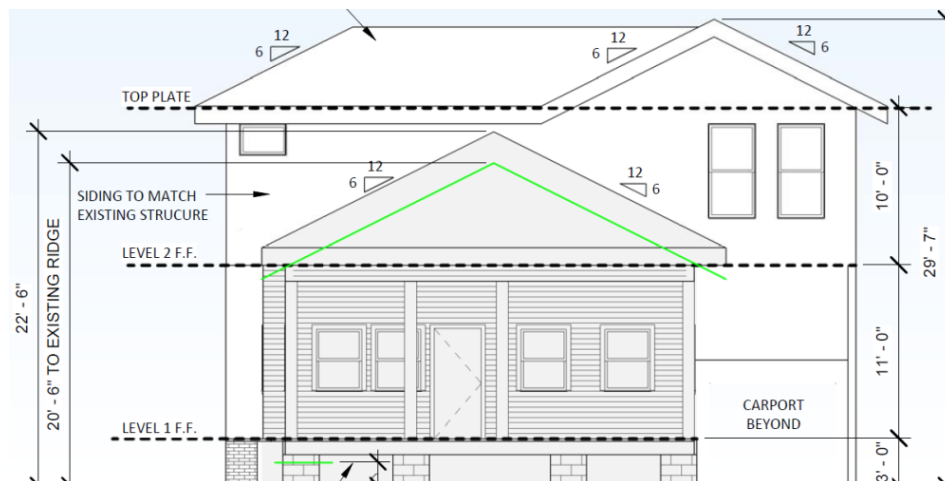 12
6
12
6
12
6
TOP PLATE
12
6
12
6
SIDING TO MATCH
EXISTING STRUCURE
10' - 0"
29' - 7"
LEVEL 2 F.F.
22' - 6"
20' - 6" TO EXISTING RIDGE
11' - 0"
CARPORT
BEYOND
LEVEL 1 F.F.
3' - 0"